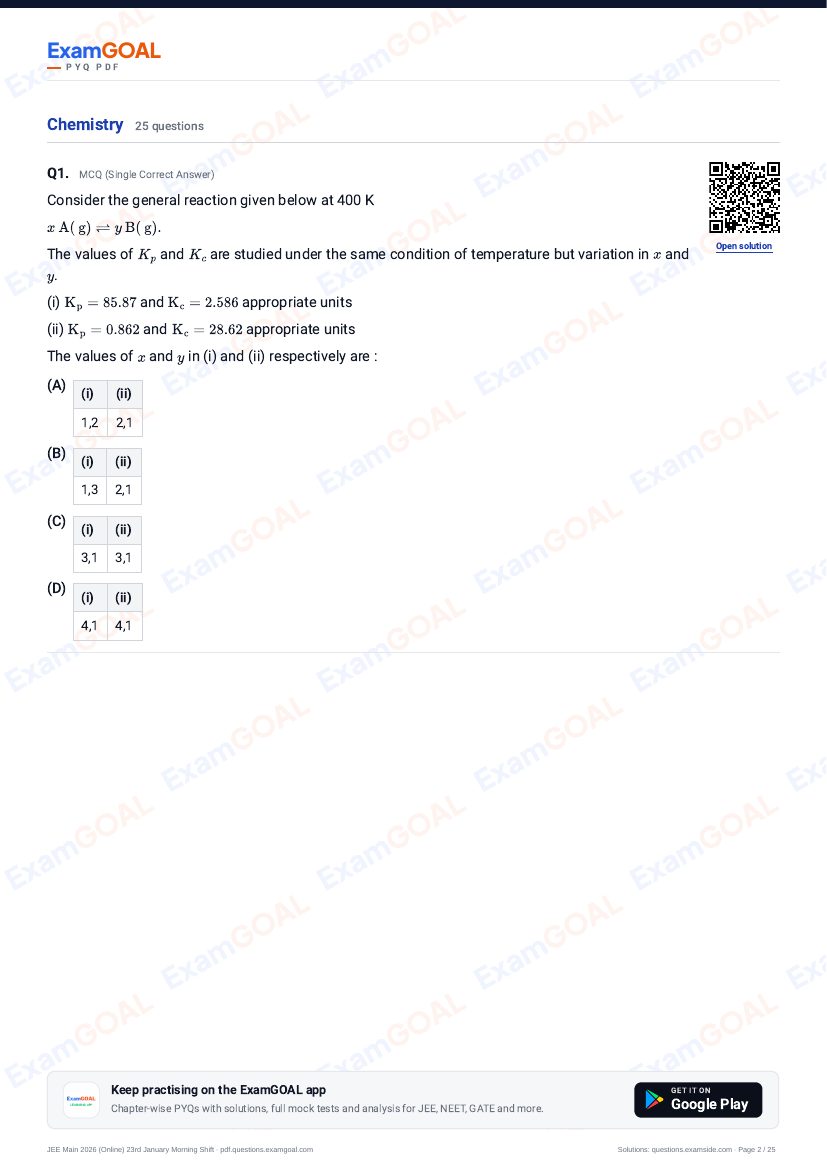 ExamGOAL
PYQ PDF
Chemistry 25 questions
Q1. MCQ (Single Correct Answer)
Open solution
Consider the general reaction given below at 400 K
x A( g) ⇌ y B( g).
The values of K_p and K_c are studied under the same condition of temperature but variation in x and
y.
(i) K_p = 85.87 and K_c = 2.586 appropriate units
(ii) K_p = 0.862 and K_c = 28.62 appropriate units
The values of x and y in (i) and (ii) respectively are :
(A)
(i) (ii)
1,2 2,1
(B)
(i) (ii)
1,3 2,1
(C)
(i) (ii)
3,1 3,1
(D)
(i) (ii)
4,1 4,1
Keep practising on the ExamGOAL app
Chapter-wise PYQs with solutions, full mock tests and analysis for JEE, NEET, GATE and more.
GET IT ON
Google Play
JEE Main 2026 (Online) 23rd January Morning Shift · pdf.questions.examgoal.com
Solutions: questions.examside.com · Page 2 / 25